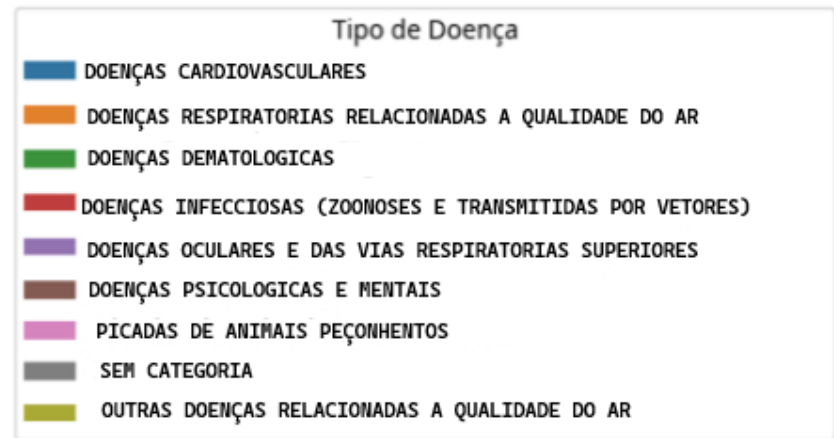 Tipo de Doença
DOENÇAS CARDIOVASCULARES
DOENÇAS RESPIRATORIAS RELACIONADAS A QUALIDADE DO AR
DOENÇAS DEMATOLOGICAS
DOENÇAS INFECCIOSAS (ZOONOSES E TRANSMITIDAS POR VETORES)
DOENÇAS OCULARES E DAS VIAS RESPIRATORIAS SUPERIORES
DOENÇAS PSICOLOGICAS E MENTAIS
PICADAS DE ANIMAIS PEÇONHENTOS
SEM CATEGORIA
OUTRAS DOENÇAS RELACIONADAS A QUALIDADE DO AR